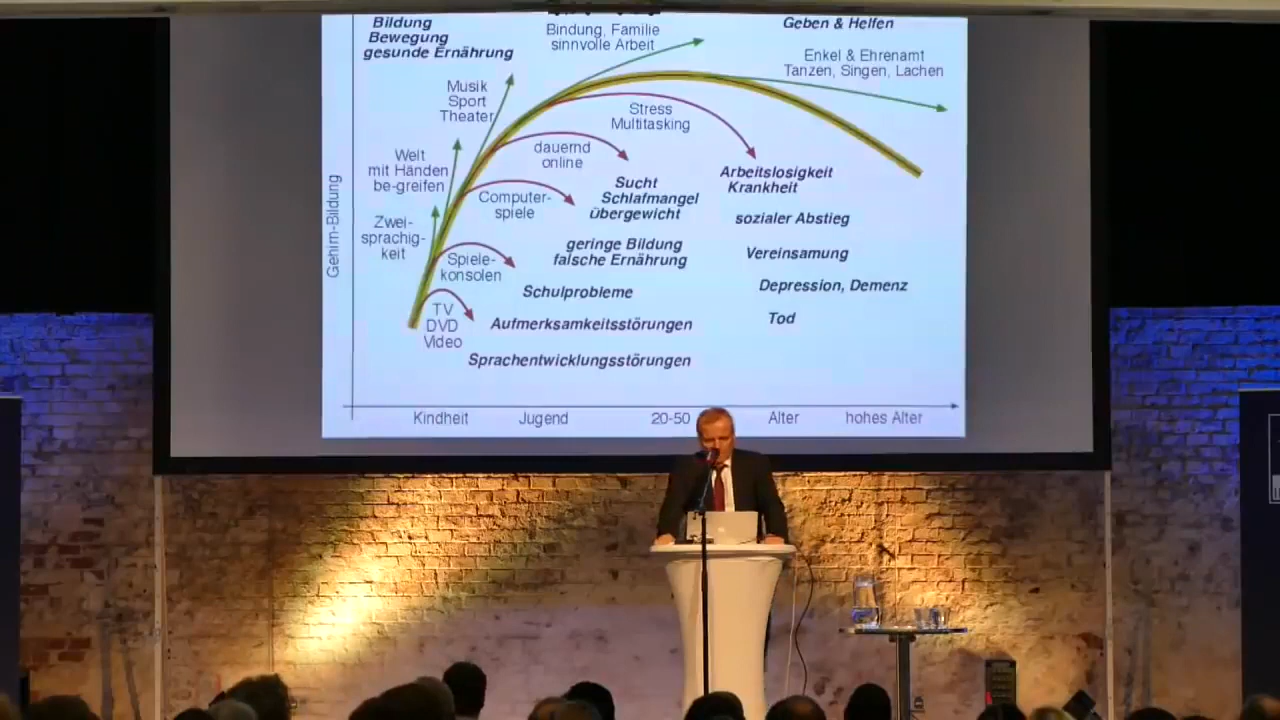 Bildung
Bewegung
gesunde Ernährung
Bindung, Familie
sinnvolle Arbeit
Geben & Helfen
Enkel & Ehrenamt
Tanzen, Singen, Lachen
Musik
Sport
Theater
Stress
Multitasking
dauernd
online
Welt
mit Händen
be-greifen
Arbeitslosigkeit
Krankheit
Sucht
Schlafmangel
übergewicht
Computer-
spiele
sozialer Abstieg
Zwei-
sprachig-
keit
geringe Bildung
falsche Ernährung
Vereinsamung
Spiele-
konsolen
Schulprobleme
Depression, Demenz
TV
DVD
Video
Aufmerksamkeitsstörungen
Tod
Sprachentwicklungsstörungen
Gehirn-Bildung
Kindheit
Jugend
20-50
Alter
hohes Alter